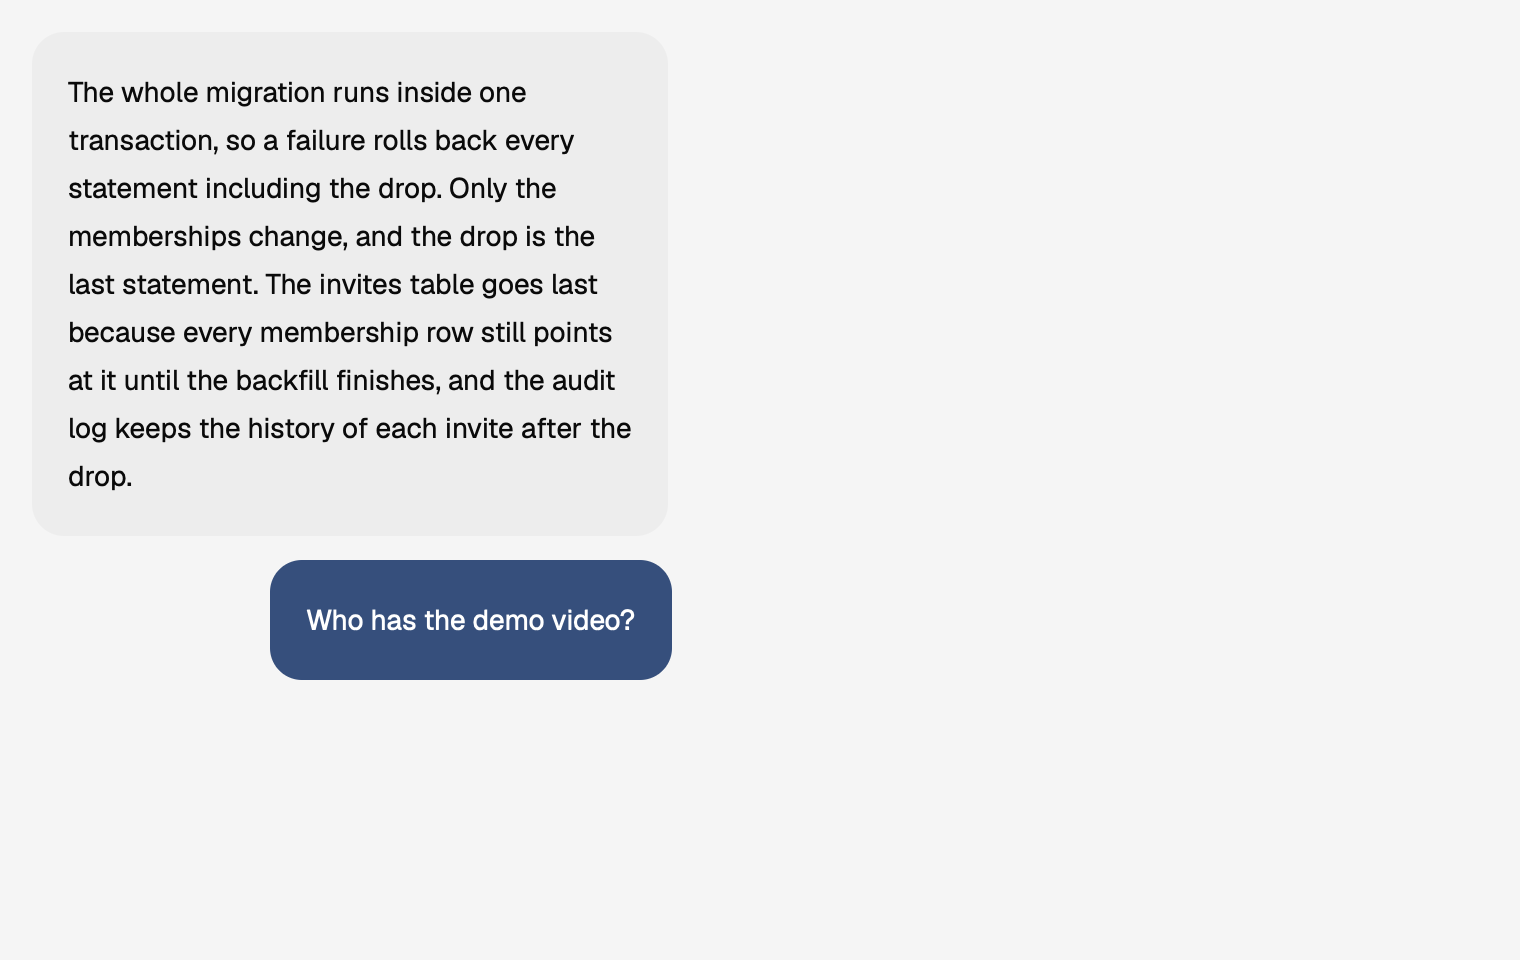 The whole migration runs inside one
transaction, so a failure rolls back every
statement including the drop. Only the
memberships change, and the drop is the
last statement. The invites table goes last
because every membership row still points
at it until the backfill finishes, and the audit
log keeps the history of each invite after the
drop.
Who has the demo video?